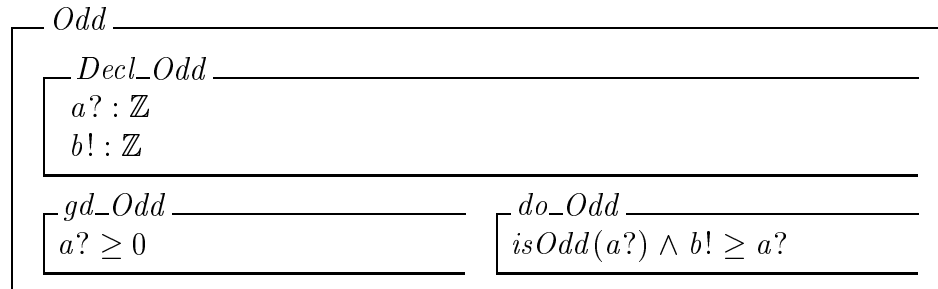 Odd
Decl_Odd
a? : ℤ
b! : ℤ
gd_Odd
a? ≥ 0
do_Odd
isOdd(a?) ∧ b! ≥ a?